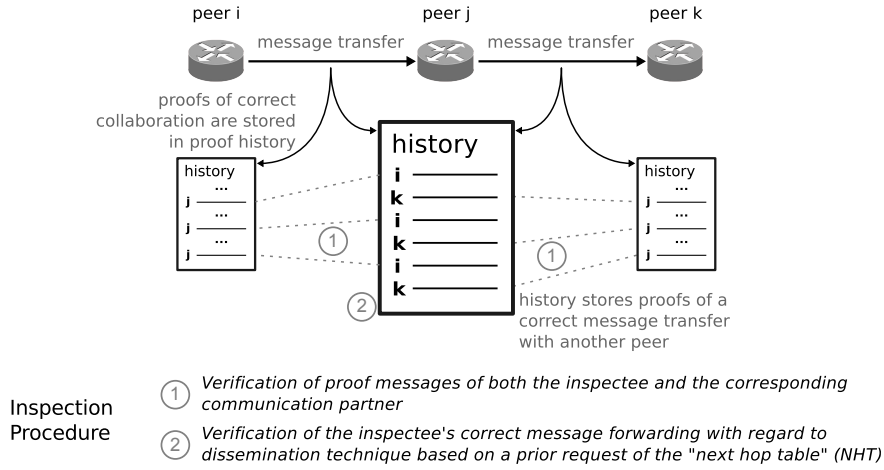 peer i
peer j
peer k
message transfer
message transfer
proofs of correct
collaboration are stored
in proof history
history
...
j
...
j
...
j
history
i
k
i
k
i
k
history
...
j
...
j
...
j
1
1
2
history stores proofs of a
correct message transfer
with another peer
Inspection
Procedure
1
Verification of proof messages of both the inspectee and the corresponding
communication partner
2
Verification of the inspectee's correct message forwarding with regard to
dissemination technique based on a prior request of the "next hop table" (NHT)